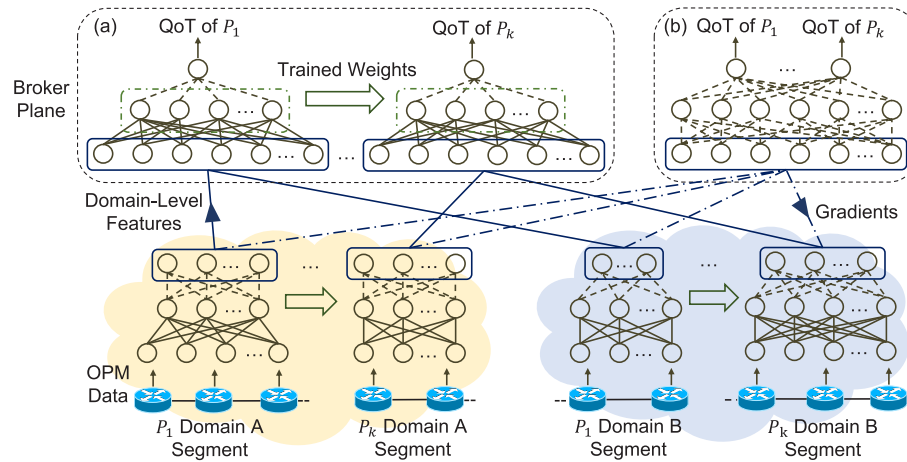 (a)
QoT of P₁
QoT of Pₖ
(b)
QoT of P₁
QoT of Pₖ
Broker
Plane
Trained Weights
...
...
...
...
...
...
...
...
Domain-Level
Features
Gradients
...
...
...
...
...
...
...
...
...
...
...
...
...
...
OPM
Data
P₁ Domain A
Segment
Pₖ Domain A
Segment
P₁ Domain B
Segment
Pₖ Domain B
Segment